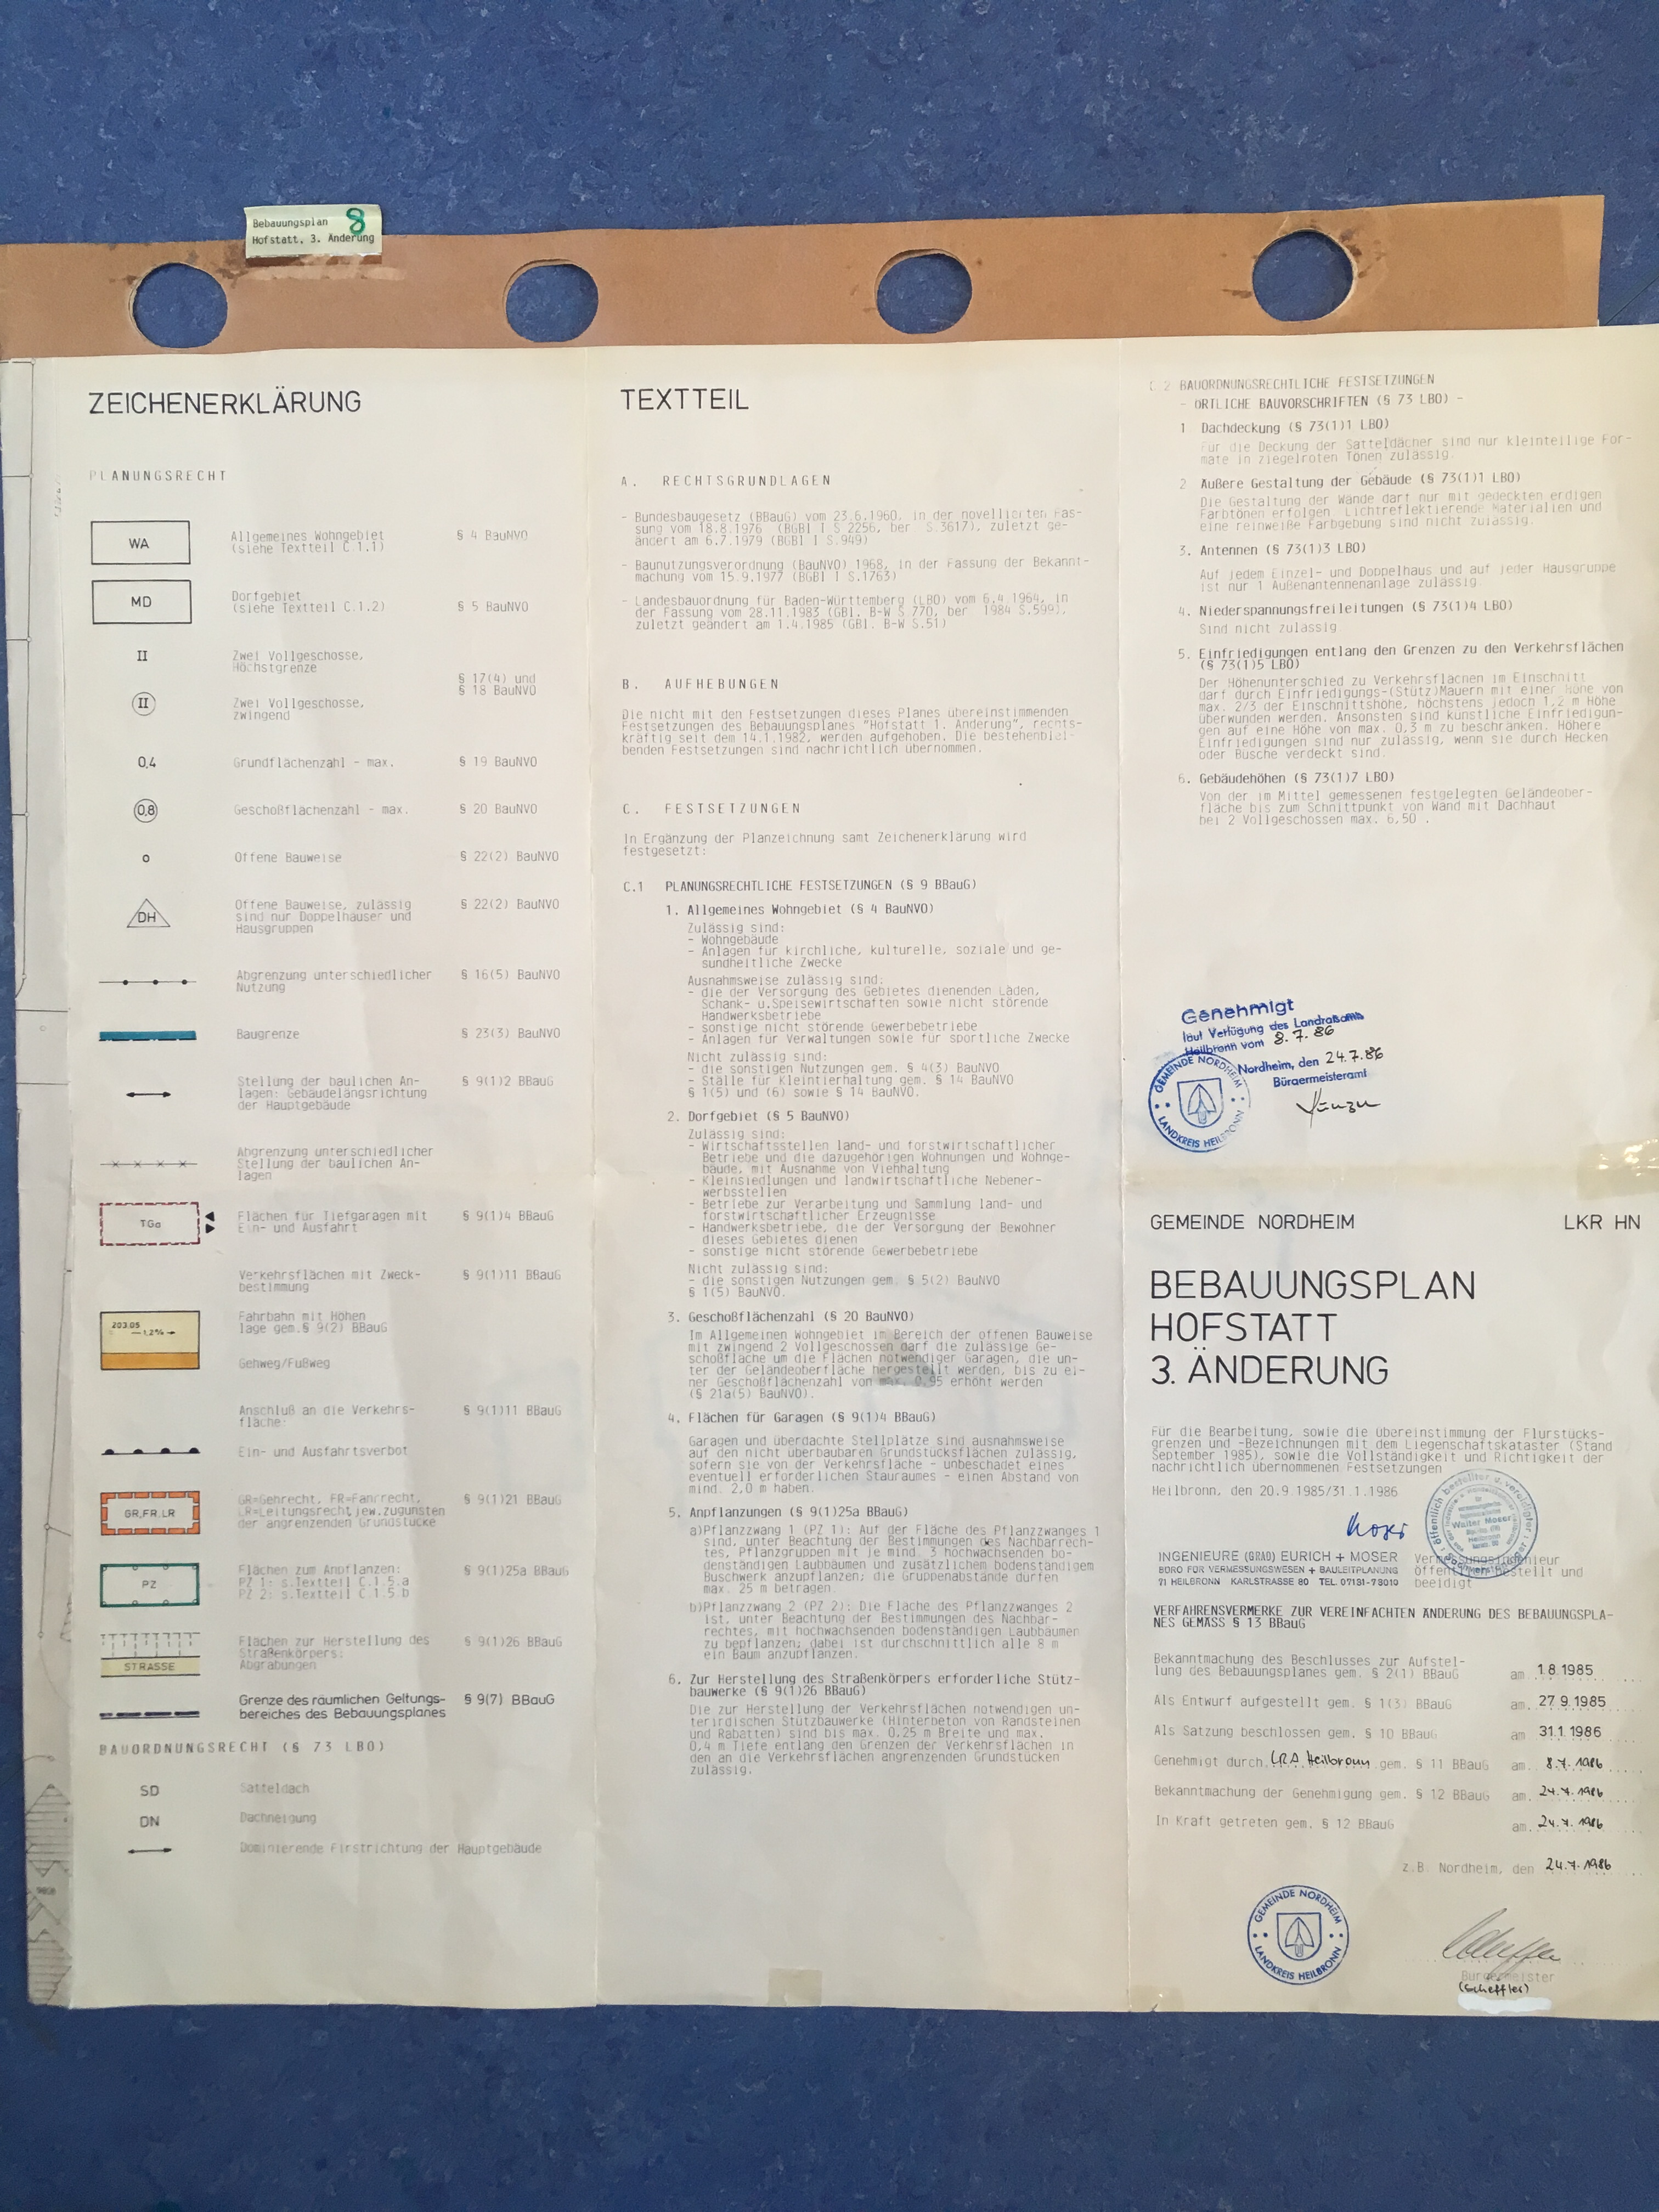 Bebauungsplan 8
Hofstatt, 3. Änderung
ZEICHENERKLÄRUNG
PLANUNGSRECHT
WA Allgemeines Wohngebiet § 4 BauNVO
(siehe Textteil C.1.1)
MD Dorfgebiet
(siehe Textteil C.1.2) § 5 BauNVO
II Zwei Vollgeschosse,
Höchstgrenze
§ 17(4) und
§ 18 BauNVO
II Zwei Vollgeschosse,
zwingend
0,4 Grundflächenzahl - max. § 19 BauNVO
0,8 Geschoßflächenzahl - max. § 20 BauNVO
o Offene Bauweise § 22(2) BauNVO
DH Offene Bauweise, zulässig § 22(2) BauNVO
sind nur Doppelhäuser und
Hausgruppen
Abgrenzung unterschiedlicher § 16(5) BauNVO
Nutzung
Baugrenze § 23(3) BauNVO
Stellung der baulichen An- § 9(1)2 BBauG
lagen: Gebäudelängsrichtung
der Hauptgebäude
Abgrenzung unterschiedlicher
Stellung der baulichen An-
lagen
TGa Flächen für Tiefgaragen mit § 9(1)4 BBauG
Ein- und Ausfahrt
Verkehrsflächen mit Zweck- § 9(1)11 BBauG
bestimmung
203.05 Fahrbahn mit Höhen
1,2% lage gem.§ 9(2) BBauG
Gehweg/Fußweg
Anschluß an die Verkehrs- § 9(1)11 BBauG
fläche:
Ein- und Ausfahrtsverbot
GR,FR,LR GR=Gehrecht, FR=Fahrrecht, § 9(1)21 BBauG
LR=Leitungsrecht,jew.zugunsten
der angrenzenden Grundstücke
PZ Flächen zum Anpflanzen: § 9(1)25a BBauG
PZ 1: s.Textteil C.1.5.a
PZ 2: s.Textteil C.1.5.b
Flächen zur Herstellung des § 9(1)26 BBauG
Straßenkörpers:
STRASSE Abgrabungen
Grenze des räumlichen Geltungs- § 9(7) BBauG
bereiches des Bebauungsplanes
BAUORDNUNGSRECHT (§ 73 LBO)
SD Satteldach
DN Dachneigung
Dominierende Firstrichtung der Hauptgebäude
TEXTTEIL
A. RECHTSGRUNDLAGEN
- Bundesbaugesetz (BBauG) vom 23.6.1960, in der novellierten Fas-
sung vom 18.8.1976 (BGBl I S.2256, ber S.3617), zuletzt ge-
ändert am 6.7.1979 (BGBl I S.949)
- Baunutzungsverordnung (BauNVO) 1968, in der Fassung der Bekannt-
machung vom 15.9.1977 (BGBl I S.1763)
- Landesbauordnung für Baden-Württemberg (LBO) vom 6.4.1964, in
der Fassung vom 28.11.1983 (GBl. B-W S 770, ber 1984 S.599),
zuletzt geändert am 1.4.1985 (GBl. B-W S.51)
B. AUFHEBUNGEN
Die nicht mit den Festsetzungen dieses Planes übereinstimmenden
Festsetzungen des Bebauungsplanes "Hofstatt 1. Änderung", rechts-
kräftig seit dem 14.1.1982, werden aufgehoben. Die bestehenblei-
benden Festsetzungen sind nachrichtlich übernommen.
C. FESTSETZUNGEN
In Ergänzung der Planzeichnung samt Zeichenerklärung wird
festgesetzt:
C.1 PLANUNGSRECHTLICHE FESTSETZUNGEN (§ 9 BBauG)
1. Allgemeines Wohngebiet (§ 4 BauNVO)
Zulässig sind:
- Wohngebäude
- Anlagen für kirchliche, kulturelle, soziale und ge-
sundheitliche Zwecke
Ausnahmsweise zulässig sind:
- die der Versorgung des Gebietes dienenden Läden,
Schank- u.Speisewirtschaften sowie nicht störende
Handwerksbetriebe
- sonstige nicht störende Gewerbebetriebe
- Anlagen für Verwaltungen sowie für sportliche Zwecke
Nicht zulässig sind:
- die sonstigen Nutzungen gem. § 4(3) BauNVO
- Ställe für Kleintierhaltung gem. § 14 BauNVO
§ 1(5) und (6) sowie § 14 BauNVO.
2. Dorfgebiet (§ 5 BauNVO)
Zulässig sind:
- Wirtschaftsstellen land- und forstwirtschaftlicher
Betriebe und die dazugehörigen Wohnungen und Wohnge-
bäude, mit Ausnahme von Viehhaltung
- Kleinsiedlungen und landwirtschaftliche Nebener-
werbsstellen
- Betriebe zur Verarbeitung und Sammlung land- und
forstwirtschaftlicher Erzeugnisse
- Handwerksbetriebe, die der Versorgung der Bewohner
dieses Gebietes dienen
- sonstige nicht störende Gewerbebetriebe
Nicht zulässig sind:
- die sonstigen Nutzungen gem. § 5(2) BauNVO
§ 1(5) BauNVO.
3. Geschoßflächenzahl (§ 20 BauNVO)
Im Allgemeinen Wohngebiet im Bereich der offenen Bauweise
mit zwingend 2 Vollgeschossen darf die zulässige Ge-
schoßfläche um die Flächen notwendiger Garagen, die un-
ter der Geländeoberfläche hergestellt werden, bis zu ei-
ner Geschoßflächenzahl von max. 0.95 erhöht werden
(§ 21a(5) BauNVO).
4. Flächen für Garagen (§ 9(1)4 BBauG)
Garagen und überdachte Stellplätze sind ausnahmsweise
auf den nicht überbaubaren Grundstücksflächen zulässig,
sofern sie von der Verkehrsfläche - unbeschadet eines
eventuell erforderlichen Stauraumes - einen Abstand von
mind. 2,0 m haben.
5. Anpflanzungen (§ 9(1)25a BBauG)
a)Pflanzzwang 1 (PZ 1): Auf der Fläche des Pflanzzwanges 1
sind, unter Beachtung der Bestimmungen des Nachbarrech-
tes, Pflanzgruppen mit je mind. 3 hochwachsenden bo-
denständigen Laubbäumen und zusätzlichem bodenständigem
Buschwerk anzupflanzen; die Gruppenabstände dürfen
max. 25 m betragen.
b)Pflanzzwang 2 (PZ 2): Die Fläche des Pflanzzwanges 2
ist, unter Beachtung der Bestimmungen des Nachbar-
rechtes, mit hochwachsenden bodenständigen Laubbäumen
zu bepflanzen; dabei ist durchschnittlich alle 8 m
ein Baum anzupflanzen.
6. Zur Herstellung des Straßenkörpers erforderliche Stütz-
bauwerke (§ 9(1)26 BBauG)
Die zur Herstellung der Verkehrsflächen notwendigen un-
terirdischen Stützbauwerke (Hinterbeton von Randsteinen
und Rabatten) sind bis max. 0,25 m Breite und max.
0,4 m Tiefe entlang den Grenzen der Verkehrsflächen in
den an die Verkehrsflächen angrenzenden Grundstücken
zulässig.
C.2 BAUORDNUNGSRECHTLICHE FESTSETZUNGEN
- ÖRTLICHE BAUVORSCHRIFTEN (§ 73 LBO) -
1 Dachdeckung (§ 73(1)1 LBO)
Für die Deckung der Satteldächer sind nur kleinteilige For-
mate in ziegelroten Tönen zulässig.
2 Äußere Gestaltung der Gebäude (§ 73(1)1 LBO)
Die Gestaltung der Wände darf nur mit gedeckten erdigen
Farbtönen erfolgen. Lichtreflektierende Materialien und
eine reinweiße Farbgebung sind nicht zulässig.
3. Antennen (§ 73(1)3 LBO)
Auf jedem Einzel- und Doppelhaus und auf jeder Hausgruppe
ist nur 1 Außenantennenanlage zulässig.
4. Niederspannungsfreileitungen (§ 73(1)4 LBO)
Sind nicht zulässig
5. Einfriedigungen entlang den Grenzen zu den Verkehrsflächen
(§ 73(1)5 LBO)
Der Höhenunterschied zu Verkehrsflächen im Einschnitt
darf durch Einfriedigungs-(Stütz)Mauern mit einer Höhe von
max. 2/3 der Einschnittshöhe, höchstens jedoch 1,2 m Höhe
überwunden werden. Ansonsten sind künstliche Einfriedigun-
gen auf eine Höhe von max. 0,3 m zu beschränken. Höhere
Einfriedigungen sind nur zulässig, wenn sie durch Hecken
oder Büsche verdeckt sind.
6. Gebäudehöhen (§ 73(1)7 LBO)
Von der im Mittel gemessenen festgelegten Geländeober-
fläche bis zum Schnittpunkt von Wand mit Dachhaut
bei 2 Vollgeschossen max. 6,50 .
Genehmigt
laut Verfügung des Landratsamts
Heilbronn vom 8.7.86
Nordheim, den 24.7.86
Bürgermeisteramt
GEMEINDE NORDHEIM
LANDKREIS HEILBRONN
GEMEINDE NORDHEIM LKR HN
BEBAUUNGSPLAN
HOFSTATT
3. ÄNDERUNG
Für die Bearbeitung, sowie die Übereinstimmung der Flurstücks-
grenzen und -Bezeichnungen mit dem Liegenschaftskataster (Stand
September 1985), sowie die Vollständigkeit und Richtigkeit der
nachrichtlich übernommenen Festsetzungen
Heilbronn, den 20.9.1985/31.1.1986
Moser
öffentlich bestellter u. vereidigter
Walter Moser
INGENIEURE (GRAD) EURICH + MOSER
BÜRO FÜR VERMESSUNGSWESEN + BAULEITPLANUNG
71 HEILBRONN KARLSTRASSE 80 TEL. 07131-78010
Vermessungsingenieur
öffentlich bestellt und
beeidigt
VERFAHRENSVERMERKE ZUR VEREINFACHTEN ÄNDERUNG DES BEBAUUNGSPLA-
NES GEMÄSS § 13 BBauG
Bekanntmachung des Beschlusses zur Aufstel-
lung des Bebauungsplanes gem. § 2(1) BBauG am 1.8.1985
Als Entwurf aufgestellt gem. § 1(3) BBauG am. 27.9.1985
Als Satzung beschlossen gem. § 10 BBauG am 31.1.1986
Genehmigt durch LRA Heilbronn gem. § 11 BBauG am. 8.7.1986
Bekanntmachung der Genehmigung gem. § 12 BBauG am. 24.7.1986
In Kraft getreten gem. § 12 BBauG am. 24.7.1986
z.B. Nordheim, den 24.7.1986
GEMEINDE NORDHEIM
LANDKREIS HEILBRONN
Bürgermeister
(Scheffler)